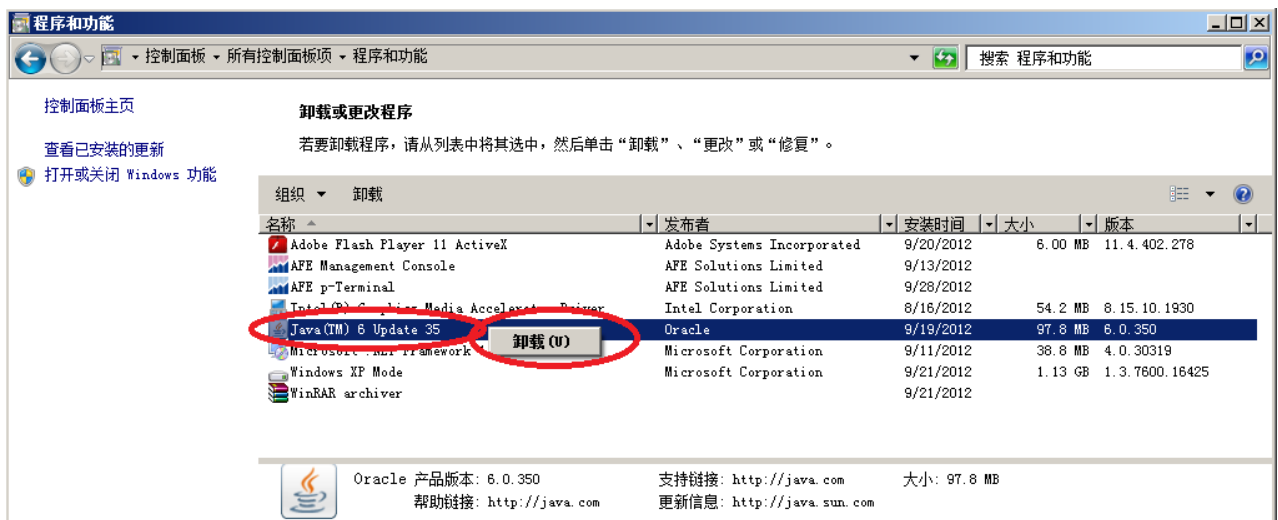 程序和功能
控制面板 所有控制面板项 程序和功能 搜索 程序和功能
控制面板主页
查看已安装的更新
打开或关闭 Windows 功能
卸载或更改程序
若要卸载程序，请从列表中将其选中，然后单击“卸载”、“更改”或“修复”。
组织 卸载
名称 发布者 安装时间 大小 版本
Adobe Flash Player 11 ActiveX Adobe Systems Incorporated 9/20/2012 6.00 MB 11.4.402.278
AFE Management Console AFE Solutions Limited 9/13/2012
AFE p-Terminal AFE Solutions Limited 9/28/2012
Intel(R) Graphics Media Accelerator Driver Intel Corporation 8/16/2012 54.2 MB 8.15.10.1930
Java(TM) 6 Update 35 Oracle 9/19/2012 97.8 MB 6.0.350
卸载(U)
Microsoft .NET Framework Microsoft Corporation 9/11/2012 38.8 MB 4.0.30319
Windows XP Mode Microsoft Corporation 9/21/2012 1.13 GB 1.3.7600.16425
WinRAR archiver 9/21/2012
Oracle 产品版本: 6.0.350 支持链接: http://java.com 大小: 97.8 MB
帮助链接: http://java.com 更新信息: http://java.sun.com